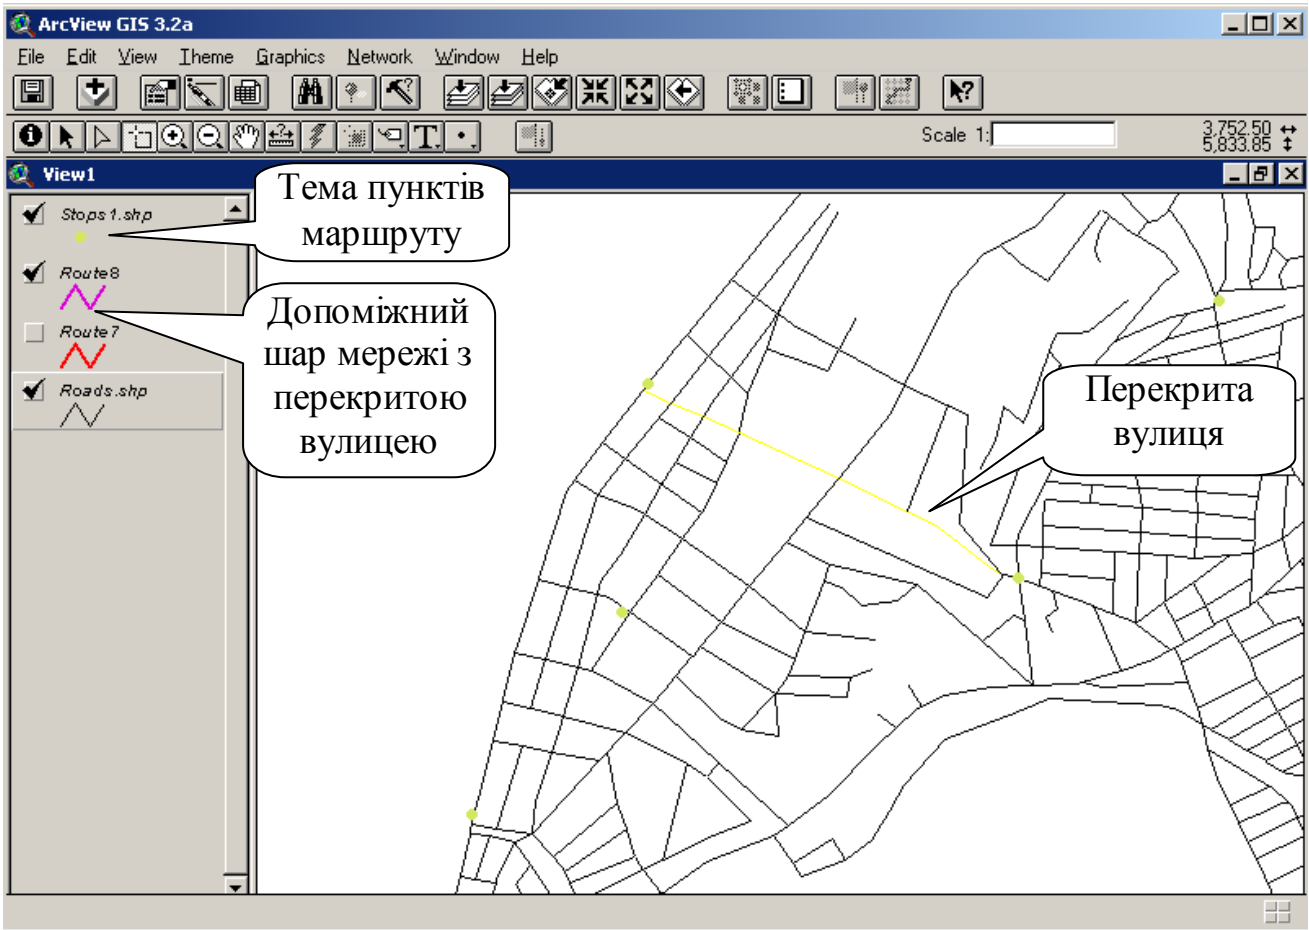 ArcView GIS 3.2a
File Edit View Theme Graphics Network Window Help
T
Scale 1:
3,752.50
5,833.85
View1
Stops1.shp
Route8
Route7
Roads.shp
Тема пунктів
маршруту
Допоміжний
шар мережі з
перекритою
вулицею
Перекрита
вулиця